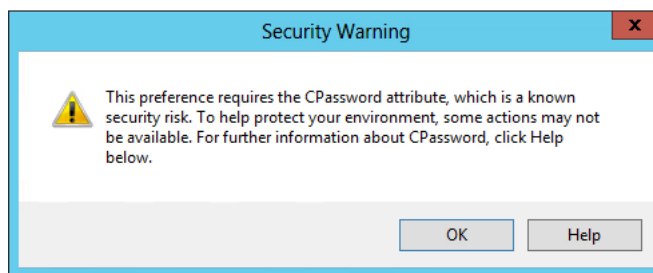 Security Warning
x
This preference requires the CPassword attribute, which is a known
security risk. To help protect your environment, some actions may not
be available. For further information about CPassword, click Help
below.
OK
Help